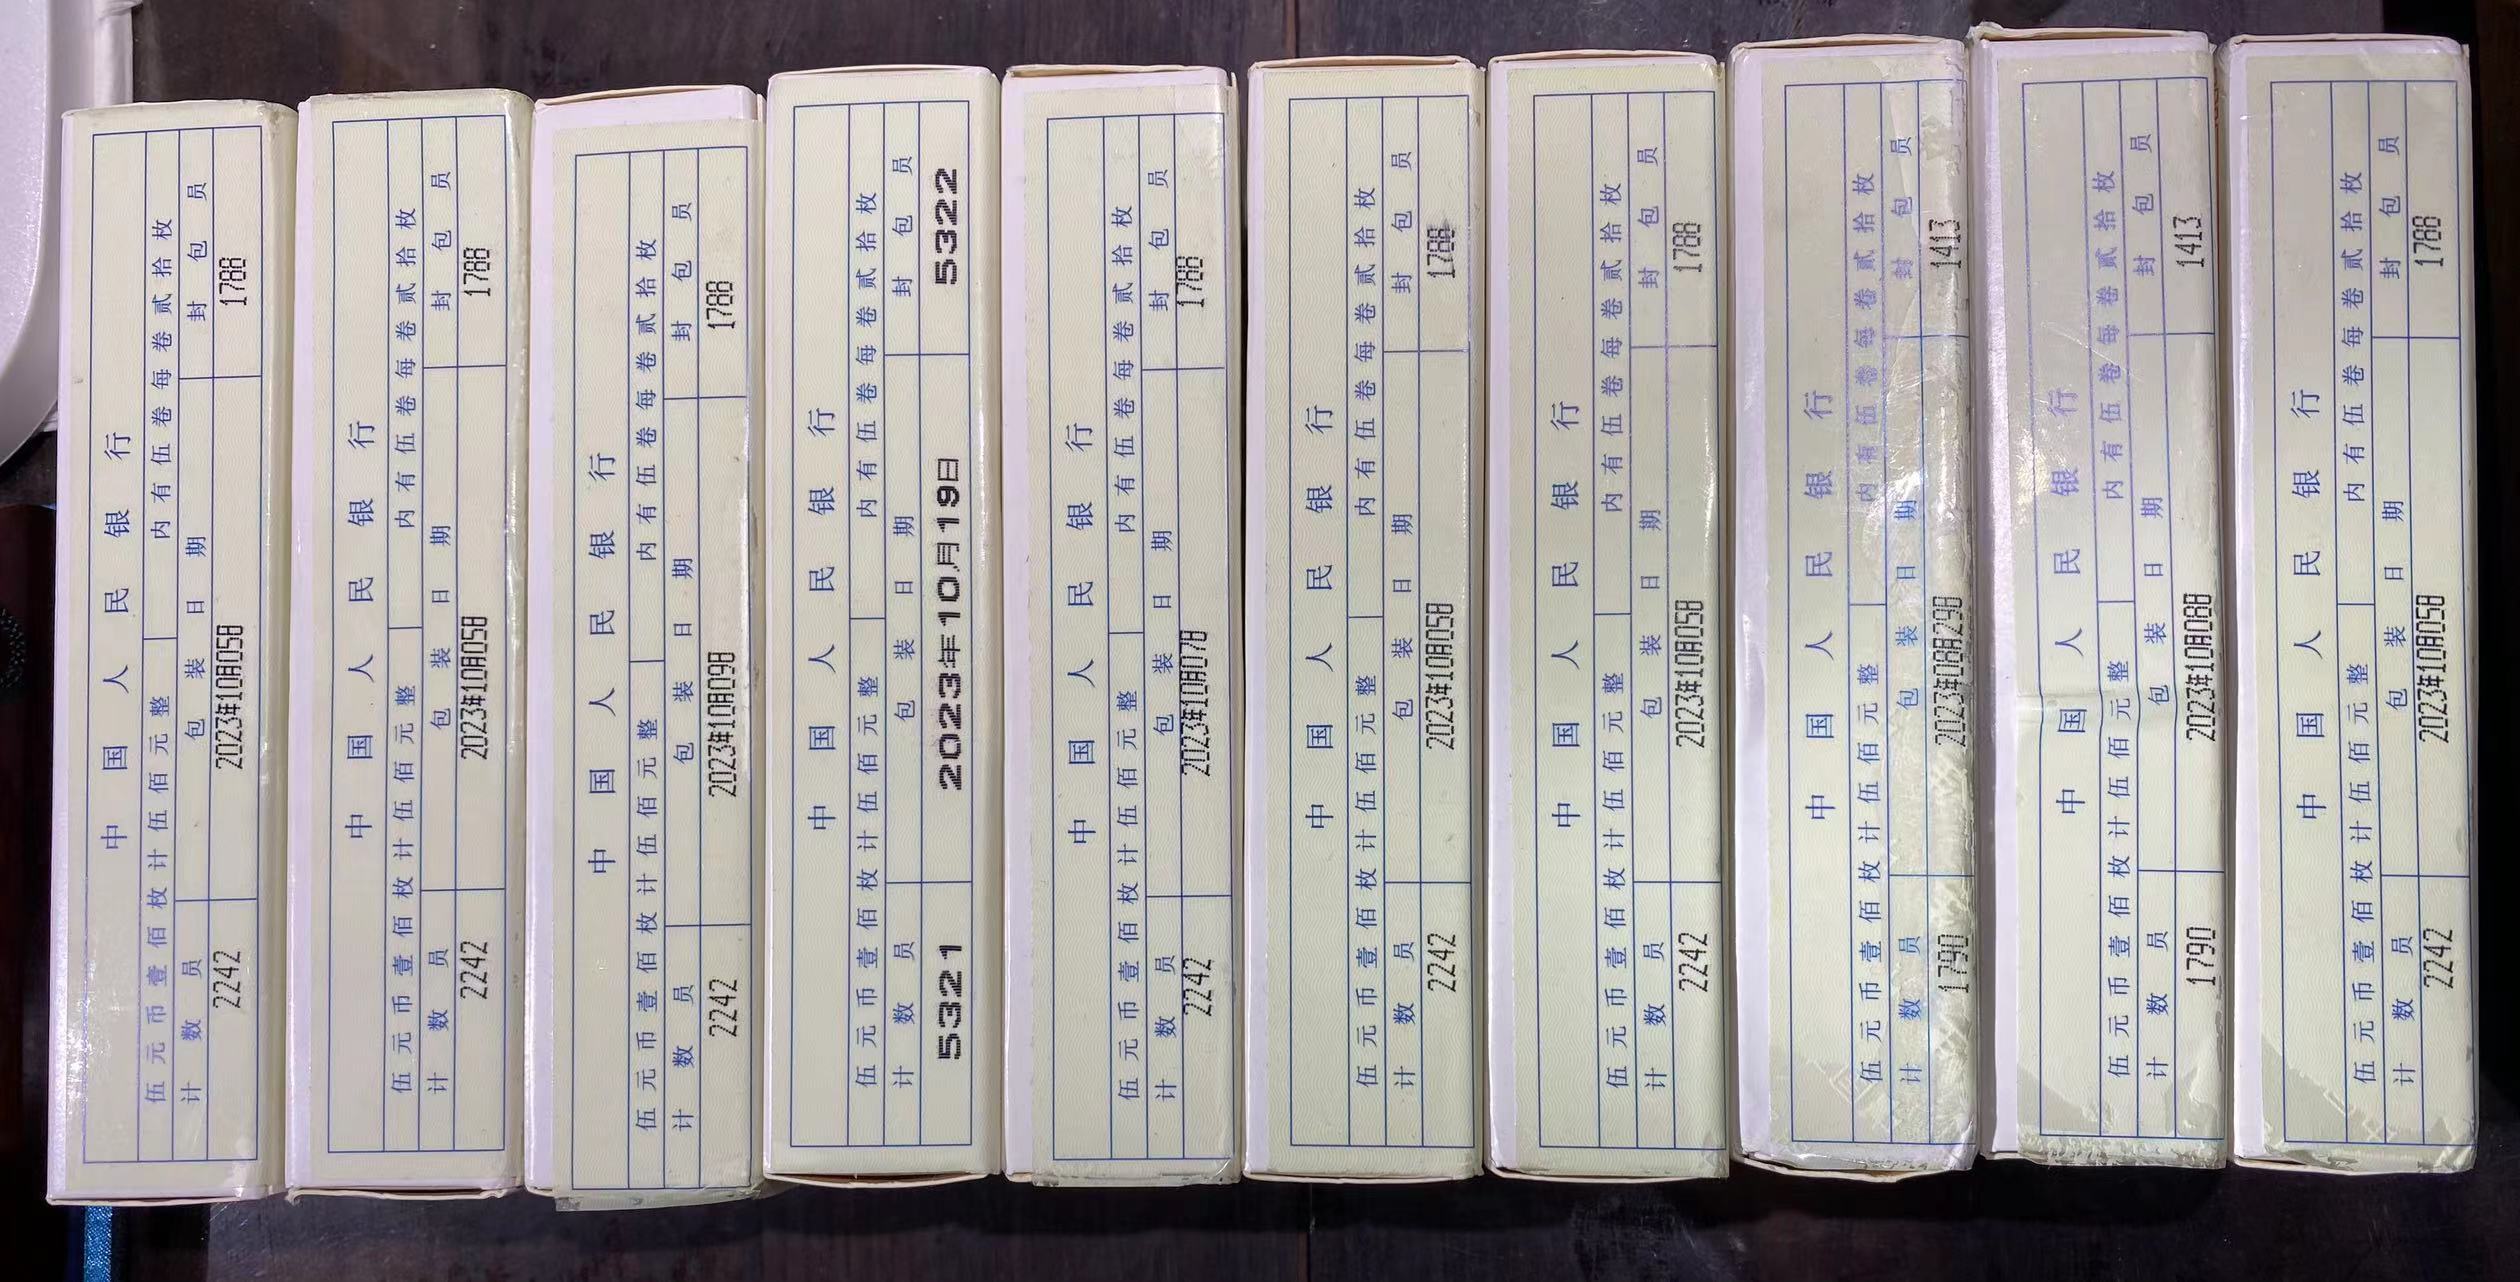 中国人民银行
伍元币壹佰枚计伍佰元整 内有伍卷每卷贰拾枚
计数员 包装日期 封包员
2242 2023年10月05日 1788
中国人民银行
伍元币壹佰枚计伍佰元整 内有伍卷每卷贰拾枚
计数员 包装日期 封包员
2242 2023年10月05日 1788
中国人民银行
伍元币壹佰枚计伍佰元整 内有伍卷每卷贰拾枚
计数员 包装日期 封包员
2242 2023年10月09日 1788
中国人民银行
伍元币壹佰枚计伍佰元整 内有伍卷每卷贰拾枚
计数员 包装日期 封包员
5321 2023年10月19日 5322
中国人民银行
伍元币壹佰枚计伍佰元整 内有伍卷每卷贰拾枚
计数员 包装日期 封包员
2242 2023年10月07日 1788
中国人民银行
伍元币壹佰枚计伍佰元整 内有伍卷每卷贰拾枚
计数员 包装日期 封包员
2242 2023年10月05日 1788
中国人民银行
伍元币壹佰枚计伍佰元整 内有伍卷每卷贰拾枚
计数员 包装日期 封包员
2242 2023年10月05日 1788
中国人民银行
伍元币壹佰枚计伍佰元整 内有伍卷每卷贰拾枚
计数员 包装日期 封包员
1790 2023年08月29日 1413
中国人民银行
伍元币壹佰枚计伍佰元整 内有伍卷每卷贰拾枚
计数员 包装日期 封包员
1790 2023年10月08日 1413
中国人民银行
伍元币壹佰枚计伍佰元整 内有伍卷每卷贰拾枚
计数员 包装日期 封包员
2242 2023年10月05日 1788